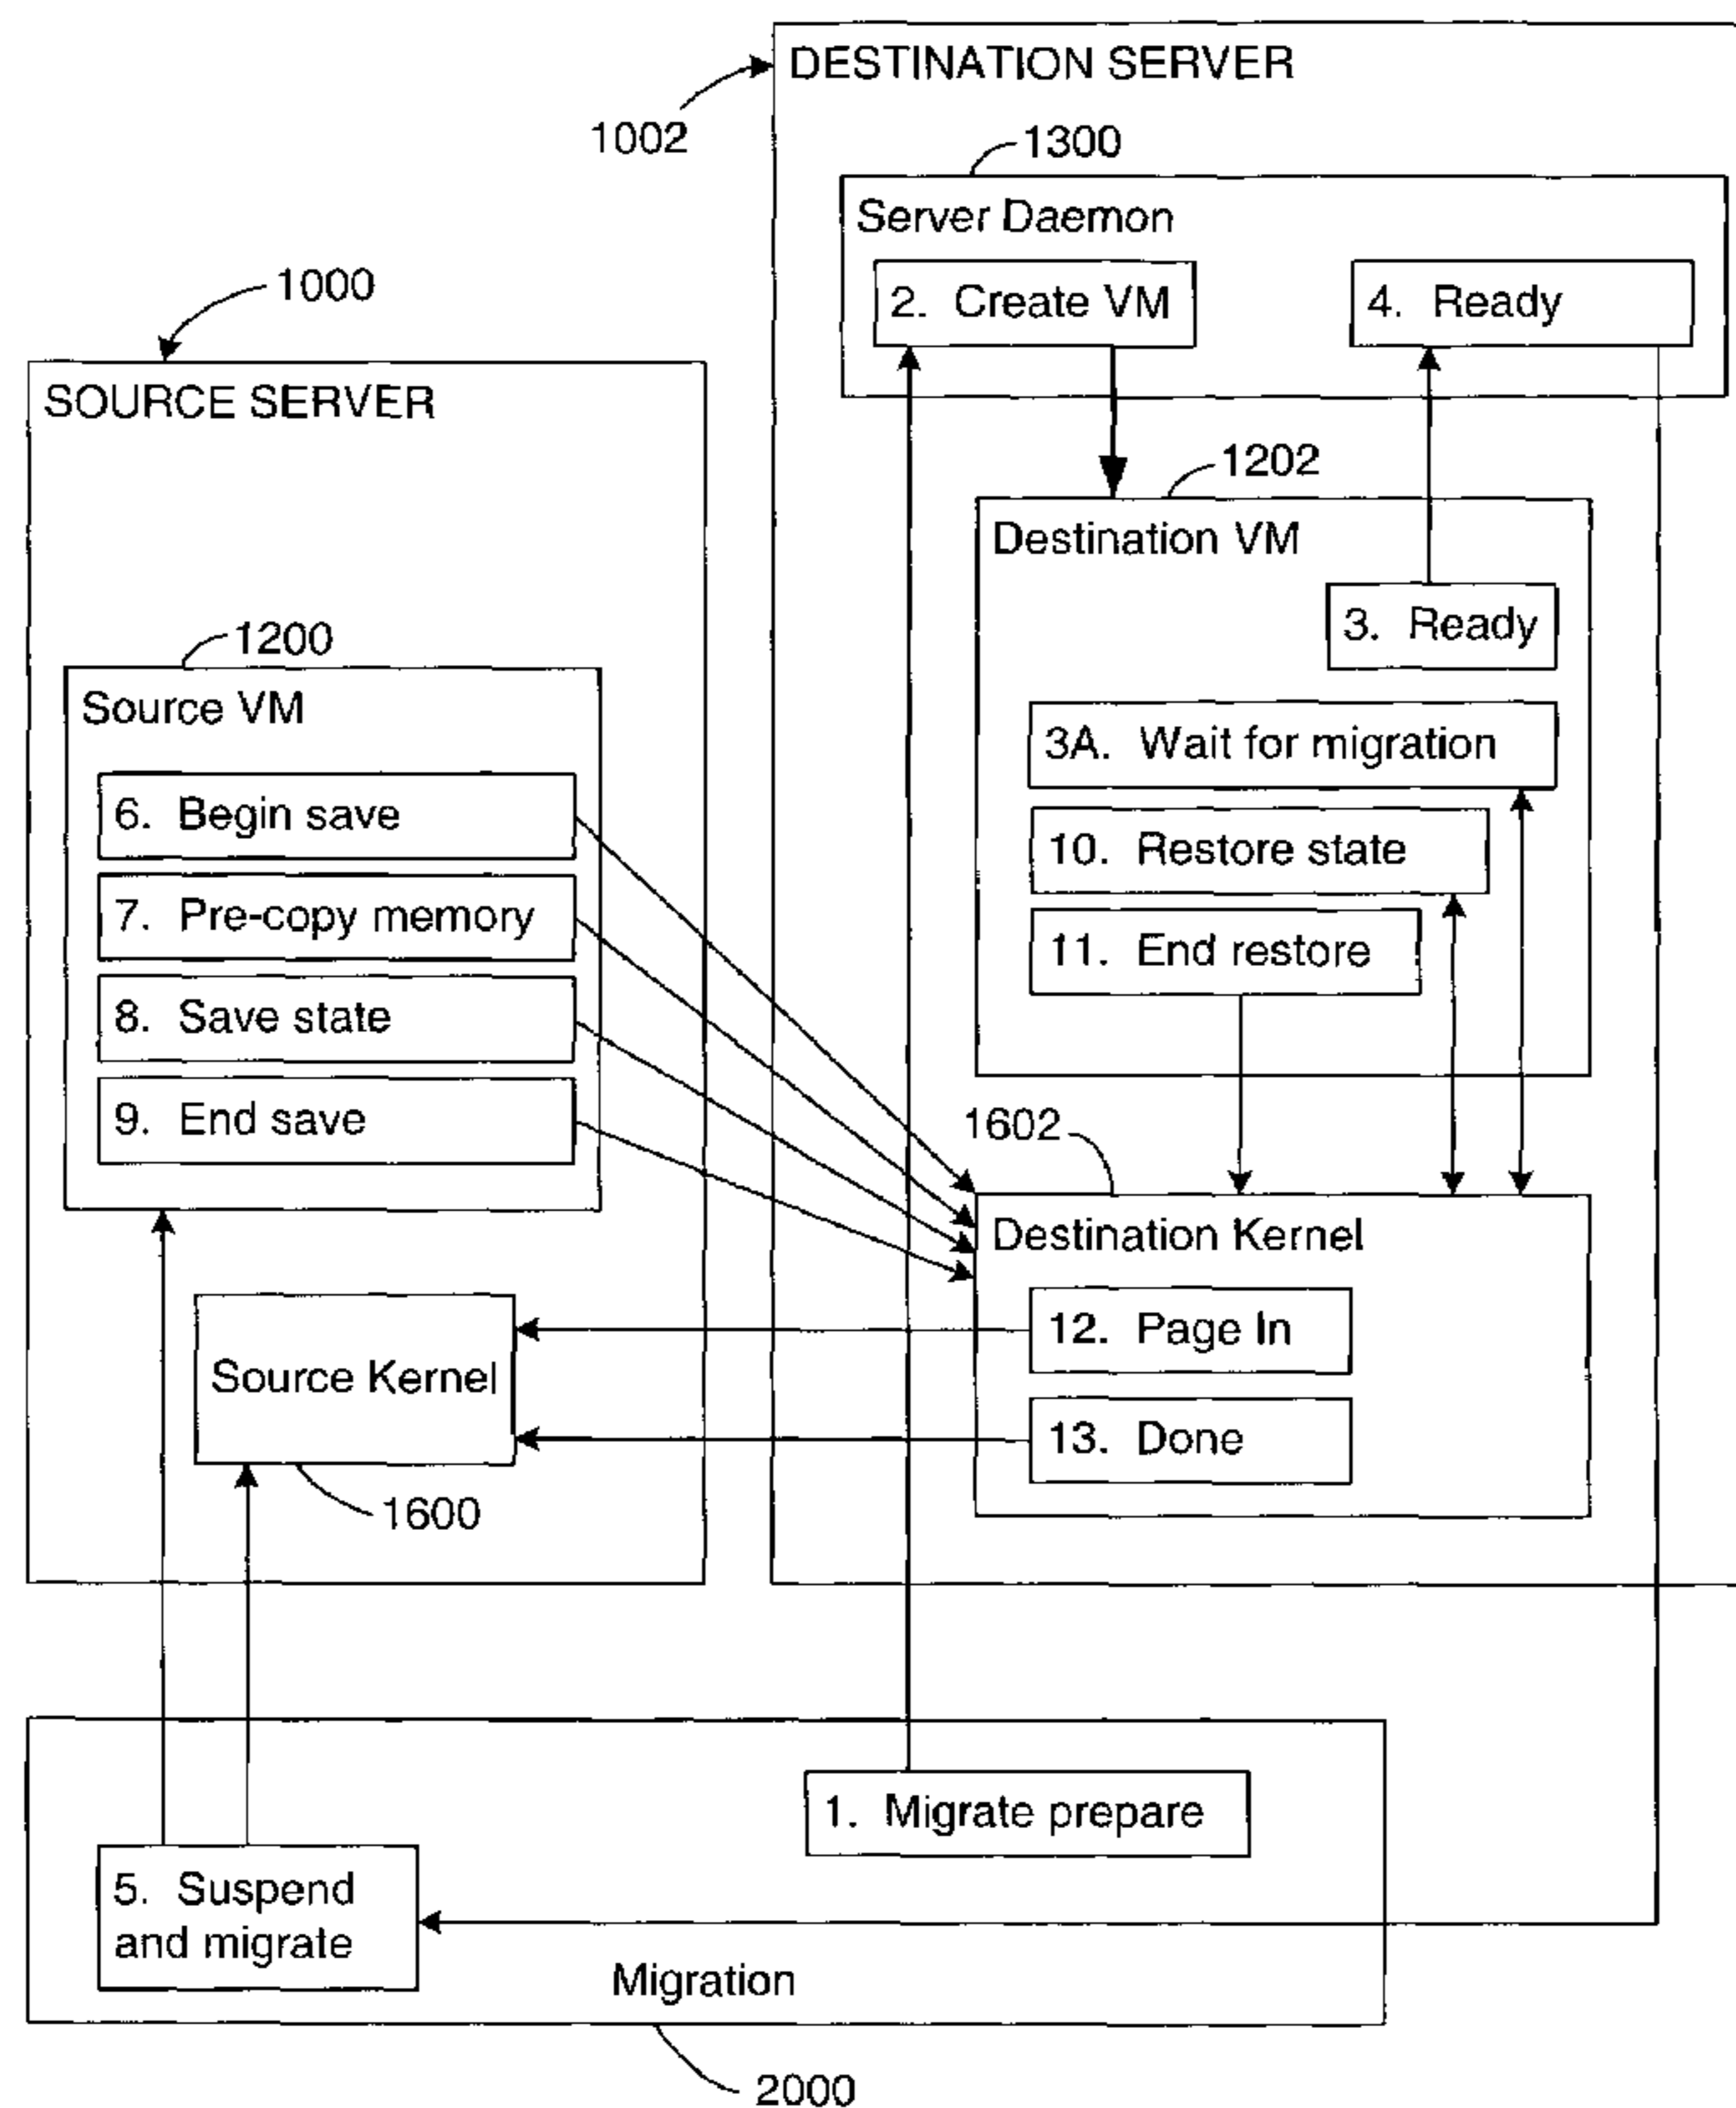 DESTINATION SERVER
1002
1300
Server Daemon
2. Create VM
4. Ready
1000
SOURCE SERVER
1202
Destination VM
3. Ready
1200
Source VM
3A. Wait for migration
6. Begin save
10. Restore state
7. Pre-copy memory
11. End restore
8. Save state
9. End save
1602
Destination Kernel
12. Page In
Source Kernel
13. Done
1600
1. Migrate prepare
5. Suspend
and migrate
Migration
2000